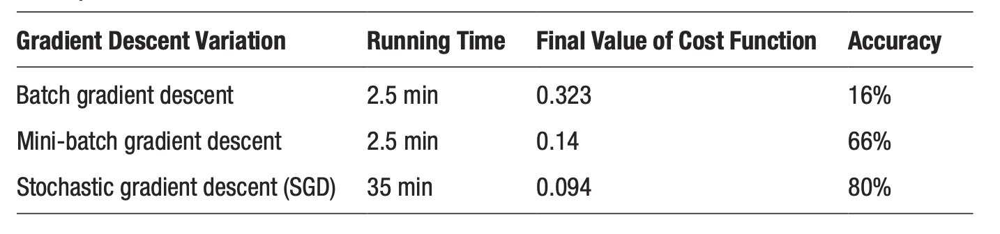 Gradient Descent Variation Running Time Final Value of Cost Function Accuracy
Batch gradient descent 2.5 min 0.323 16%
Mini-batch gradient descent 2.5 min 0.14 66%
Stochastic gradient descent (SGD) 35 min 0.094 80%